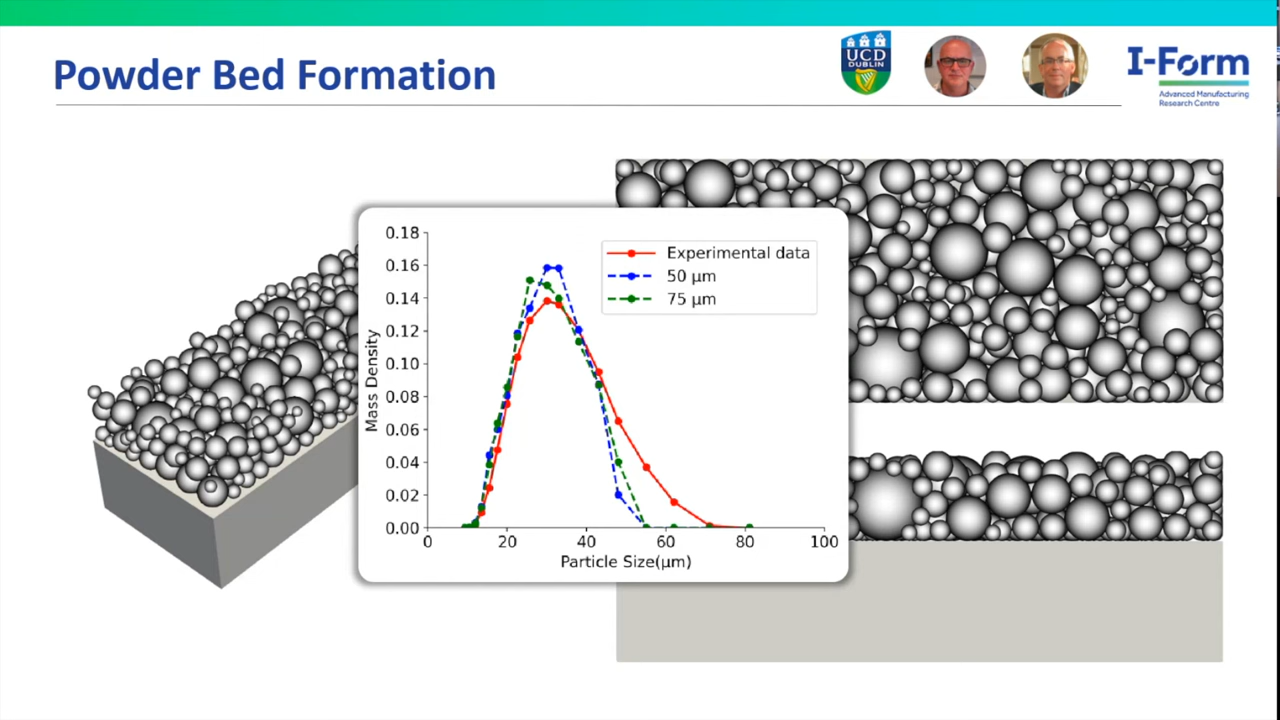 Powder Bed Formation
UCD
DUBLIN
I-Form
Advanced Manufacturing
Research Centre
0.18
0.16
0.14
0.12
0.10
0.08
0.06
0.04
0.02
0.00
Mass Density
Experimental data
50 μm
75 μm
0 20 40 60 80 100
Particle Size(μm)